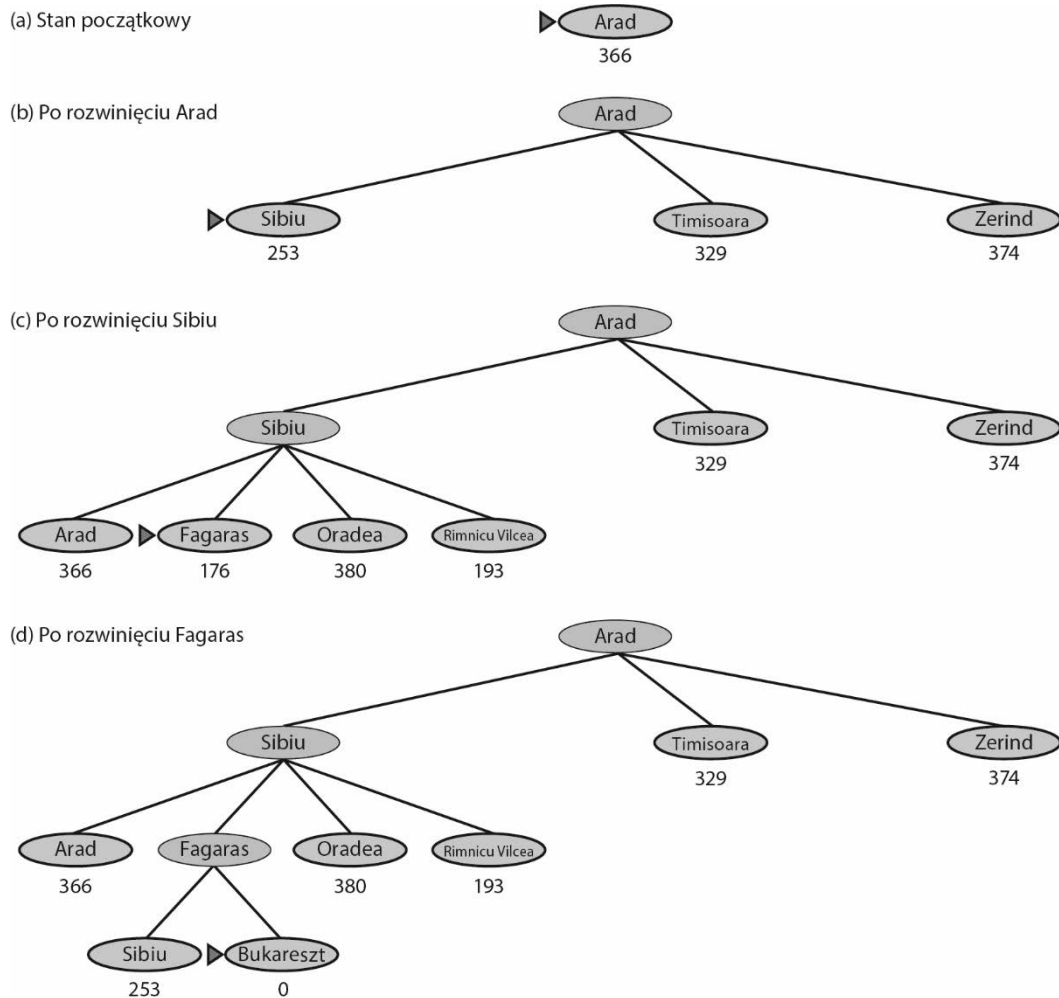 (a) Stan początkowy
Arad
366
(b) Po rozwinięciu Arad
Arad
Sibiu
Timisoara
Zerind
253
329
374
(c) Po rozwinięciu Sibiu
Arad
Sibiu
Timisoara
Zerind
329
374
Arad
Fagaras
Oradea
Rimnicu Vilcea
366
176
380
193
(d) Po rozwinięciu Fagaras
Arad
Sibiu
Timisoara
Zerind
329
374
Arad
Fagaras
Oradea
Rimnicu Vilcea
366
380
193
Sibiu
Bukareszt
253
0